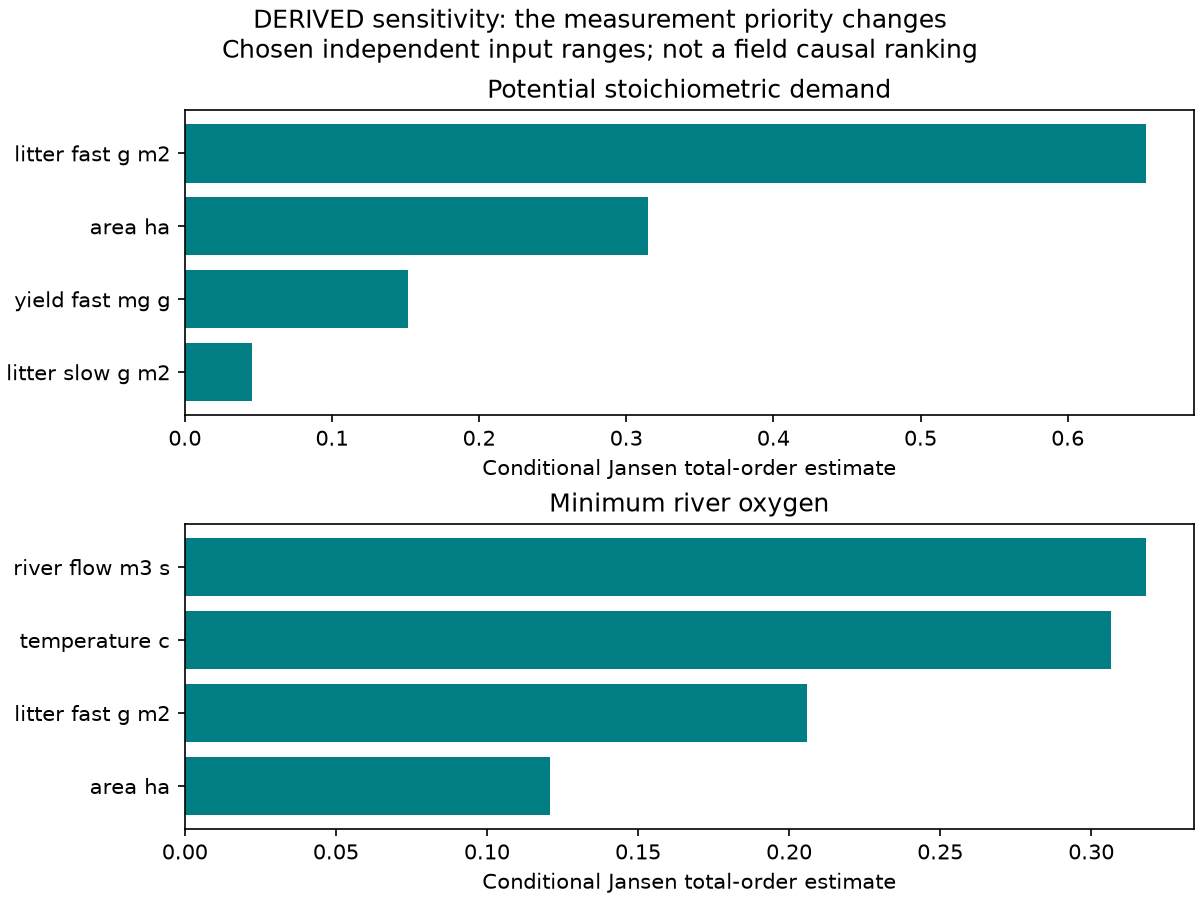 DERIVED sensitivity: the measurement priority changes
Chosen independent input ranges; not a field causal ranking
Potential stoichiometric demand
litter fast g m2
area ha
yield fast mg g
litter slow g m2
0.0 0.1 0.2 0.3 0.4 0.5 0.6
Conditional Jansen total-order estimate
Minimum river oxygen
river flow m3 s
temperature c
litter fast g m2
area ha
0.00 0.05 0.10 0.15 0.20 0.25 0.30
Conditional Jansen total-order estimate